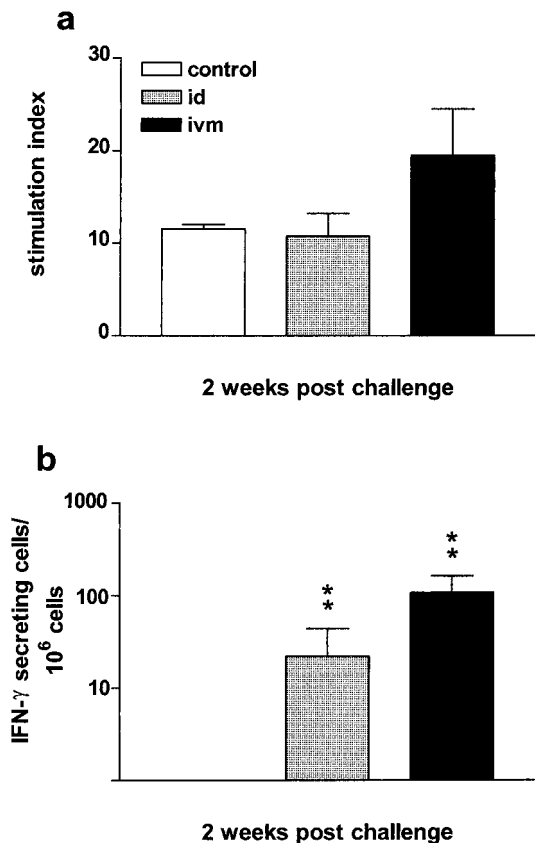 a
30
20
10
0
stimulation index
control
id
ivm
2 weeks post challenge
b
1000
100
10
IFN-γ secreting cells/
10⁶ cells
*
*
*
*
2 weeks post challenge